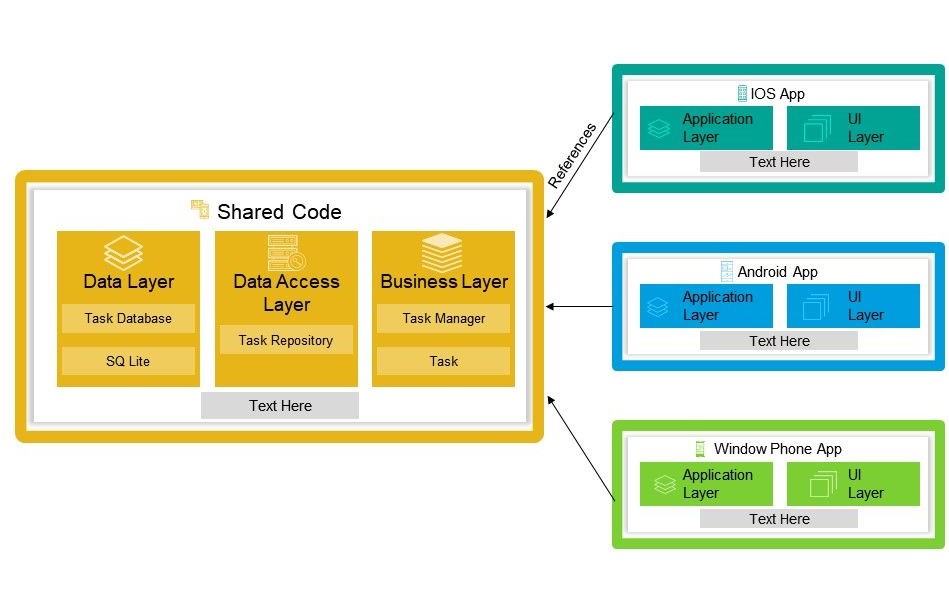 Shared Code
Data Layer
Task Database
SQ Lite
Data Access
Layer
Task Repository
Business Layer
Task Manager
Task
Text Here
References
IOS App
Application
Layer
UI
Layer
Text Here
Android App
Application
Layer
UI
Layer
Text Here
Window Phone App
Application
Layer
UI
Layer
Text Here